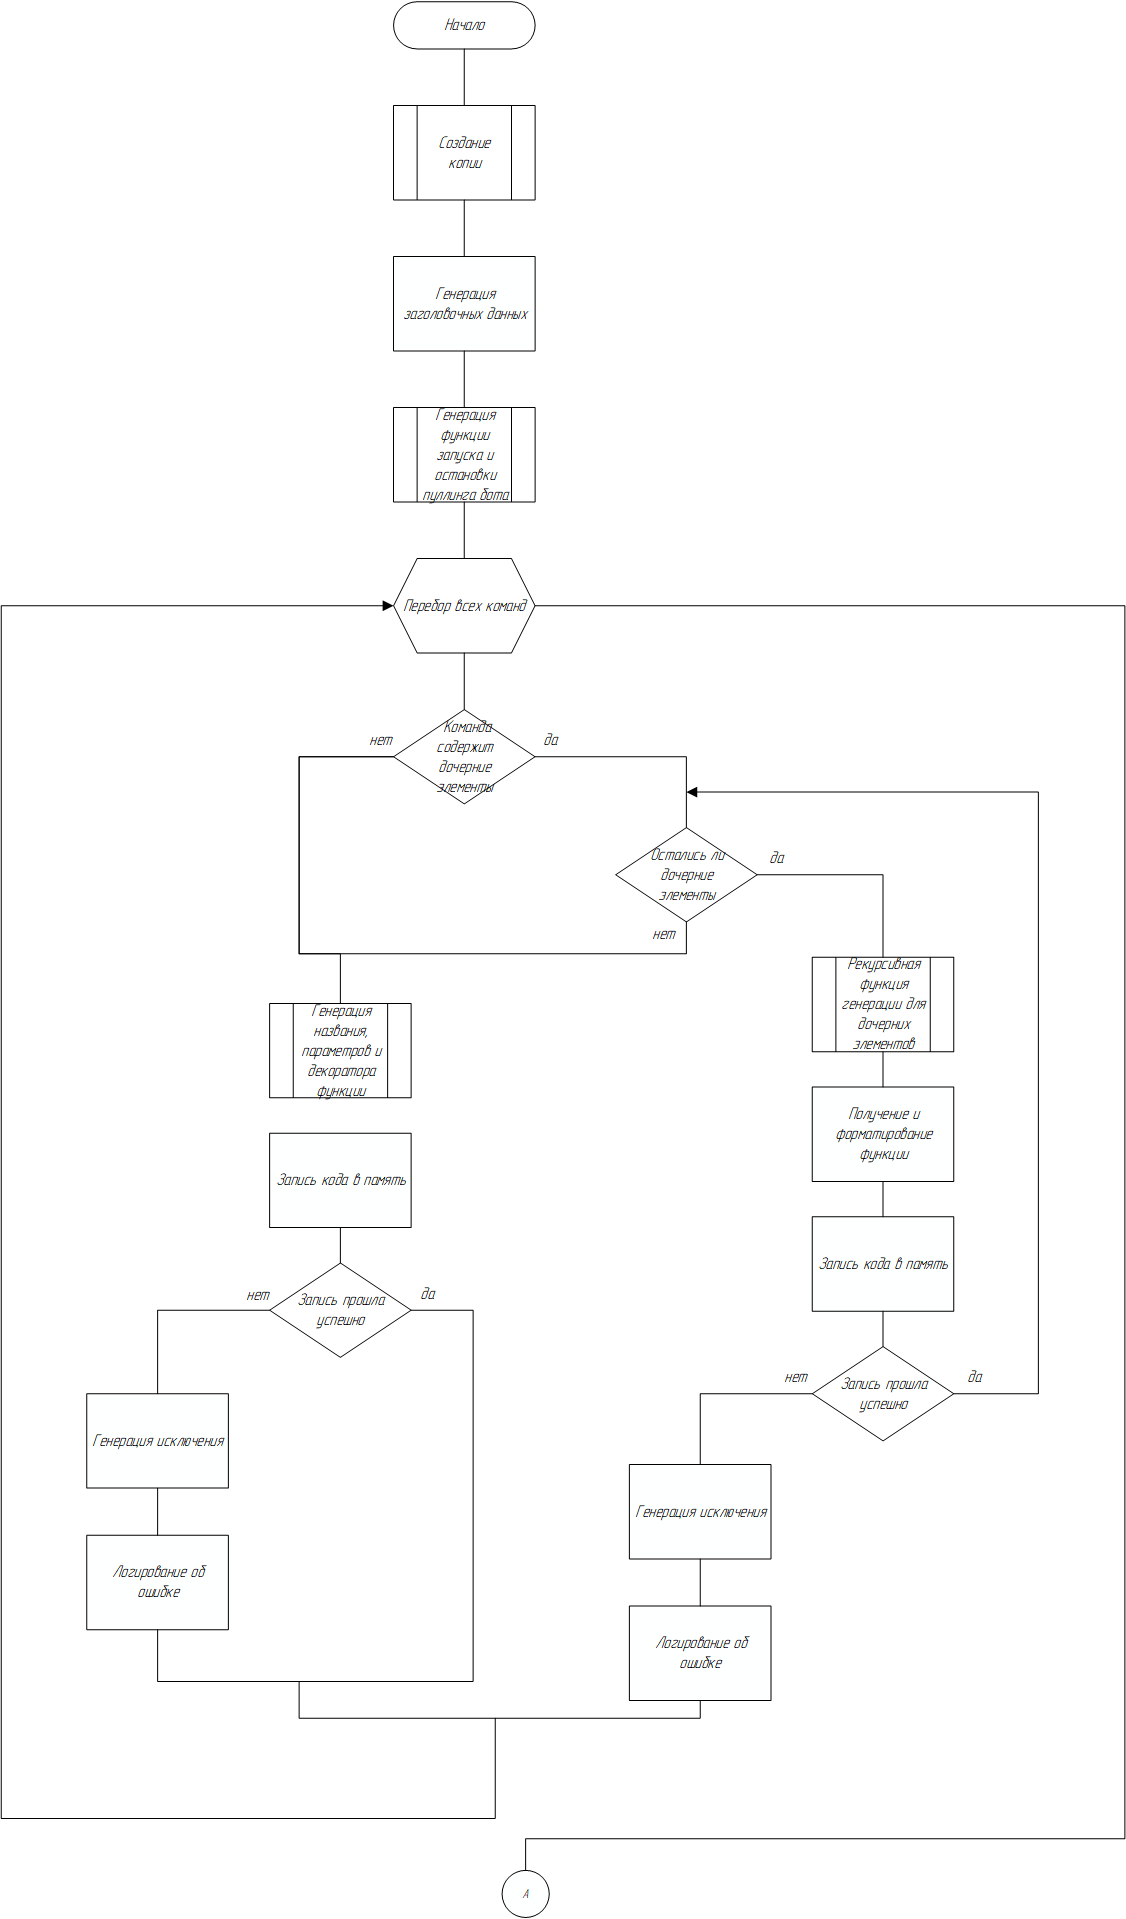 Начало
Создание
копии
Генерация
заголовочных данных
Генерация
функции
запуска и
остановки
пуллинга бота
Перебор всех команд
Команда
содержит
дочерние
элементы
нет
да
Остались ли
дочерние
элементы
да
нет
Рекурсивная
функция
генерации для
дочерних
элементов
Генерация
названия,
параметров и
декоратора
функции
Получение и
форматирование
функции
Запись кода в память
Запись кода в память
Запись прошла
успешно
нет
да
Запись прошла
успешно
нет
да
Генерация исключения
Генерация исключения
Логирование об
ошибке
Логирование об
ошибке
А